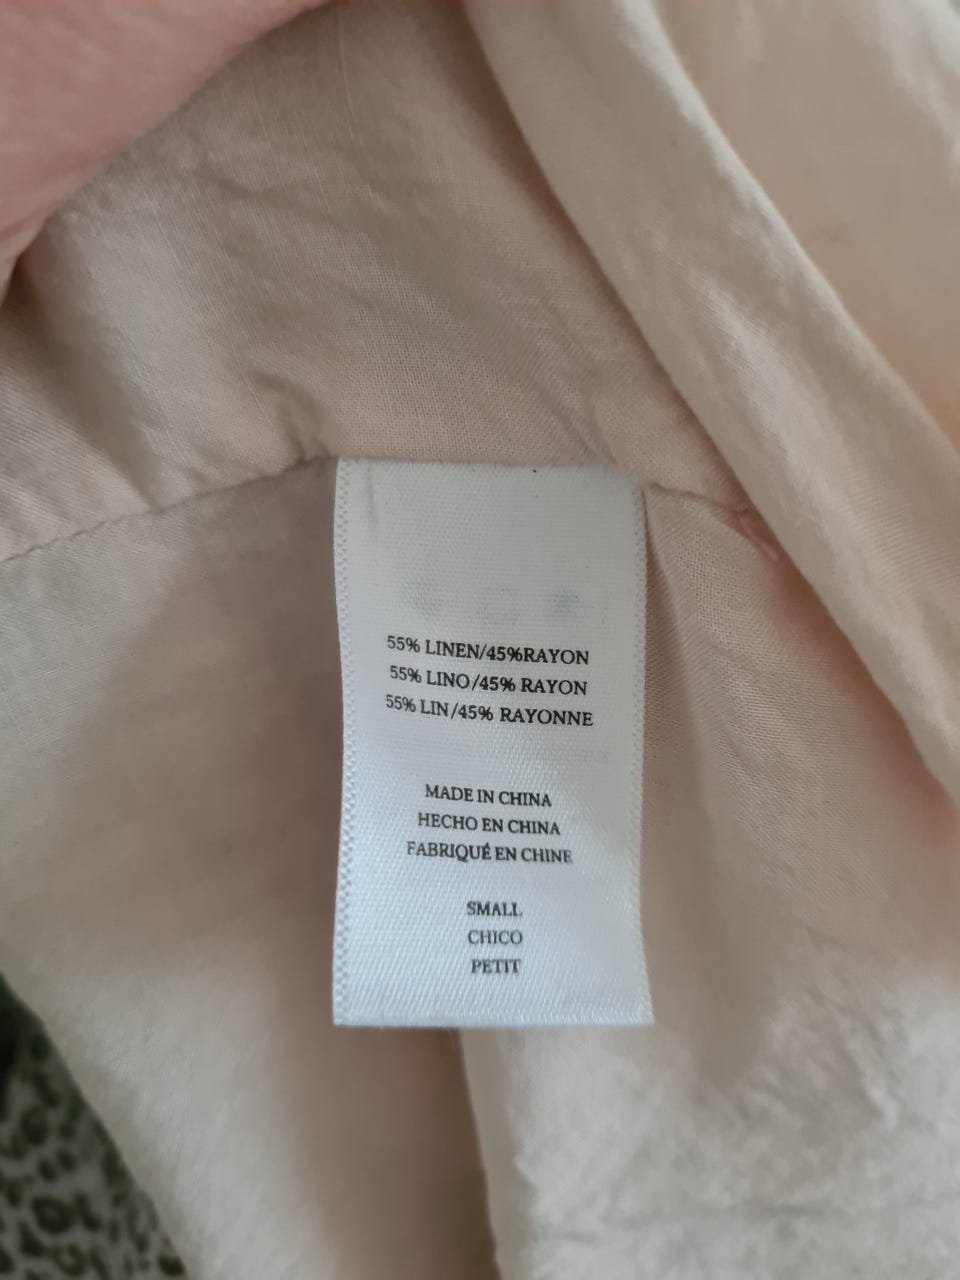 55% LINEN/45%RAYON
55% LINO/45% RAYON
55% LIN/45% RAYONNE
MADE IN CHINA
HECHO EN CHINA
FABRIQUÉ EN CHINE
SMALL
CHICO
PETIT